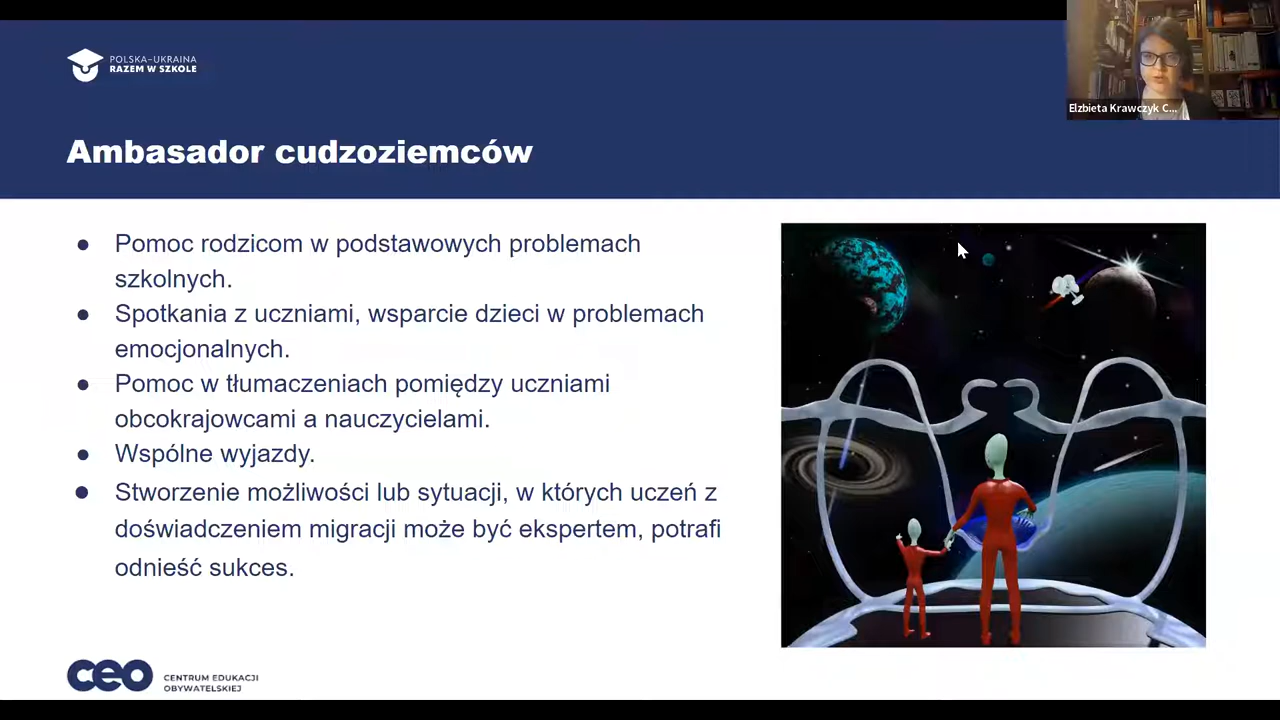 POLSKA-UKRAINA
RAZEM W SZKOLE
Elzbieta Krawczyk C...
Ambasador cudzoziemców
● Pomoc rodzicom w podstawowych problemach
szkolnych.
● Spotkania z uczniami, wsparcie dzieci w problemach
emocjonalnych.
● Pomoc w tłumaczeniach pomiędzy uczniami
obcokrajowcami a nauczycielami.
● Wspólne wyjazdy.
● Stworzenie możliwości lub sytuacji, w których uczeń z
doświadczeniem migracji może być ekspertem, potrafi
odnieść sukces.
ceo CENTRUM EDUKACJI
OBYWATELSKIEJ